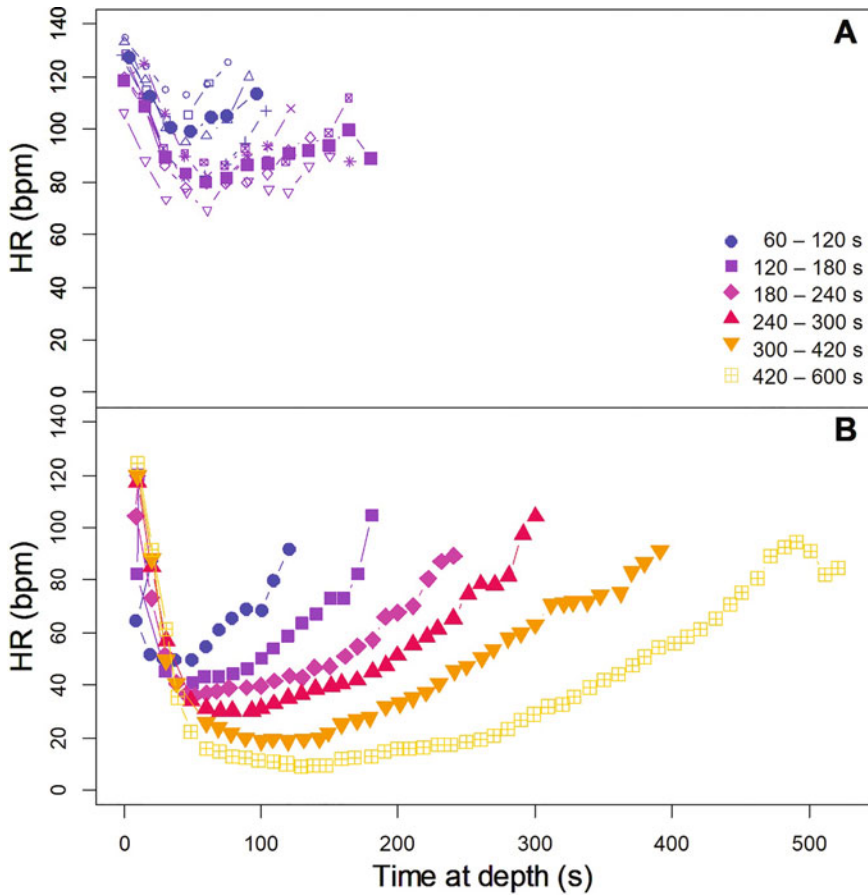 A
HR (bpm)
140
120
100
80
60
40
20
0
60 – 120 s
120 – 180 s
180 – 240 s
240 – 300 s
300 – 420 s
420 – 600 s
B
HR (bpm)
140
120
100
80
60
40
20
0
0 100 200 300 400 500
Time at depth (s)